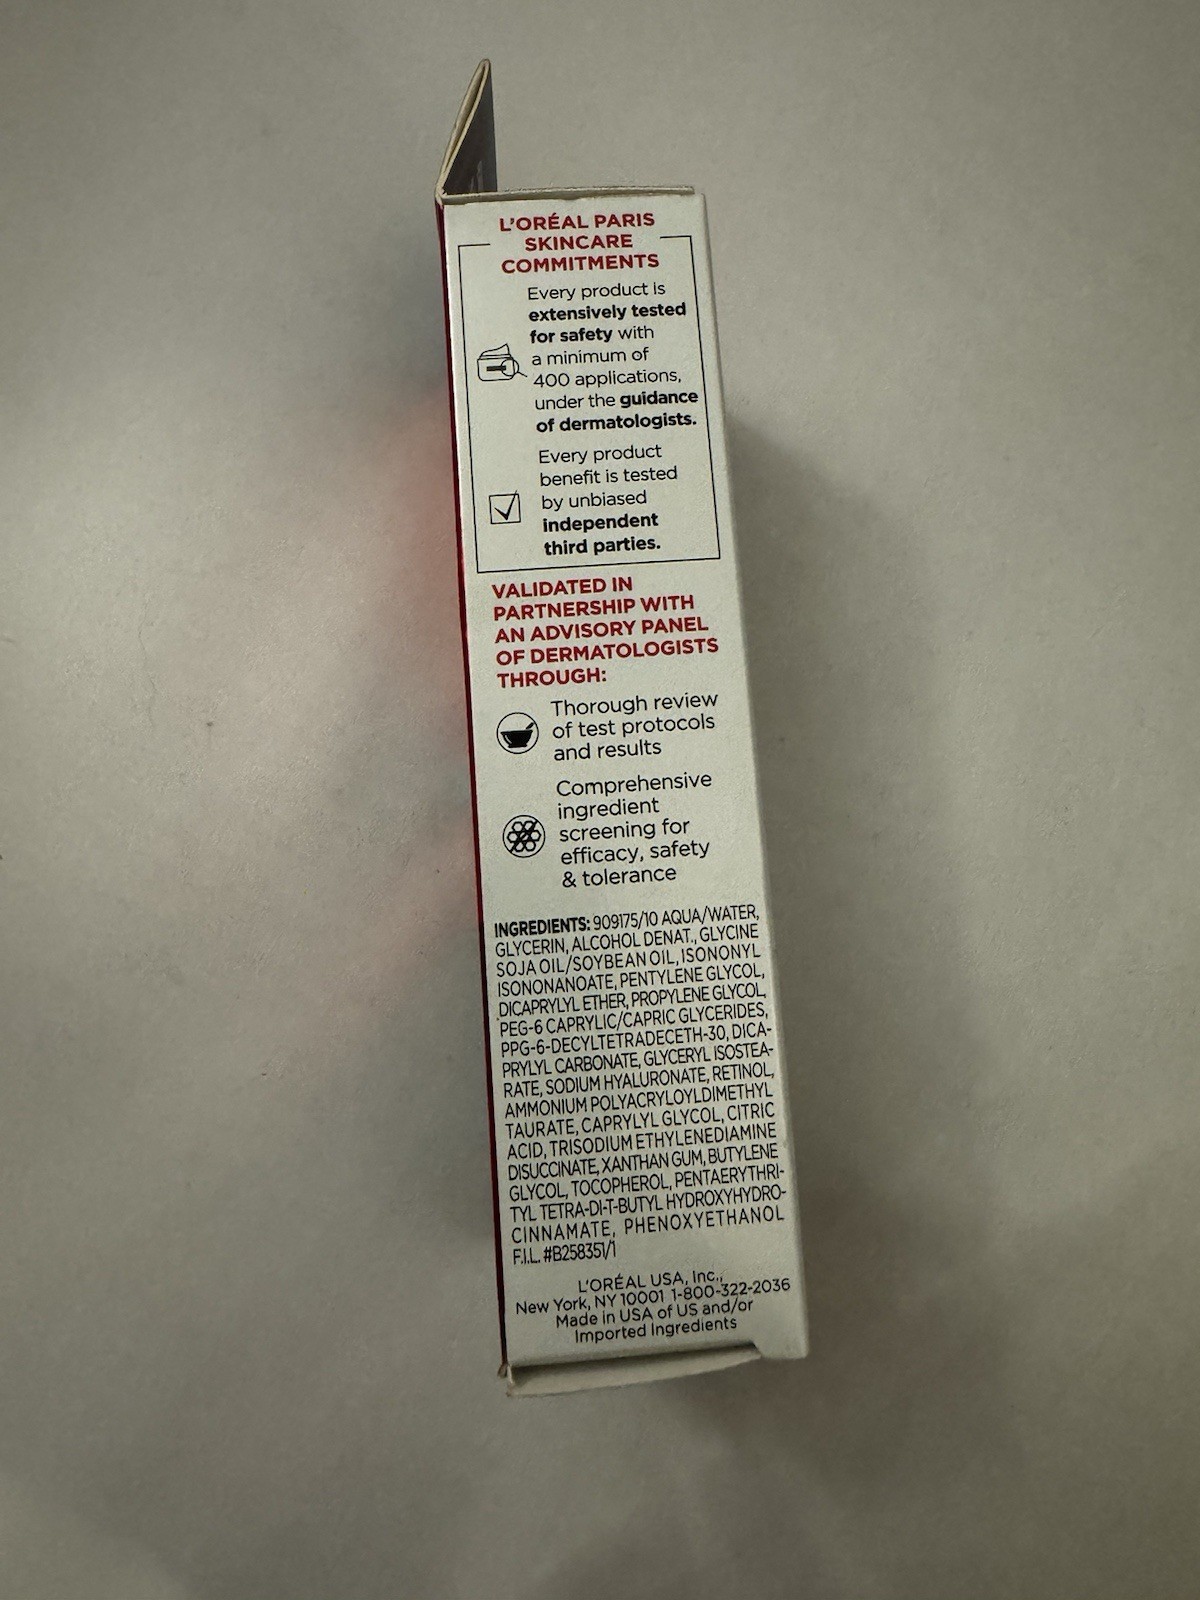 L'ORÉAL PARIS
SKINCARE
COMMITMENTS
Every product is
extensively tested
for safety with
a minimum of
400 applications,
under the guidance
of dermatologists.
Every product
benefit is tested
by unbiased
independent
third parties.
VALIDATED IN
PARTNERSHIP WITH
AN ADVISORY PANEL
OF DERMATOLOGISTS
THROUGH:
Thorough review
of test protocols
and results
Comprehensive
ingredient
screening for
efficacy, safety
& tolerance
INGREDIENTS: 909175/10 AQUA/WATER,
GLYCERIN, ALCOHOL DENAT., GLYCINE
SOJA OIL/SOYBEAN OIL, ISONONYL
ISONONANOATE, PENTYLENE GLYCOL,
DICAPRYLYL ETHER, PROPYLENE GLYCOL,
PEG-6 CAPRYLIC/CAPRIC GLYCERIDES,
PPG-6-DECYLTETRADECETH-30, DICA-
PRYLYL CARBONATE, GLYCERYL ISOSTEA-
RATE, SODIUM HYALURONATE, RETINOL,
AMMONIUM POLYACRYLOYLDIMETHYL
TAURATE, CAPRYLYL GLYCOL, CITRIC
ACID, TRISODIUM ETHYLENEDIAMINE
DISUCCINATE, XANTHAN GUM, BUTYLENE
GLYCOL, TOCOPHEROL, PENTAERYTHRI-
TYL TETRA-DI-T-BUTYL HYDROXYHYDRO-
CINNAMATE, PHENOXYETHANOL
F.I.L. #B258351/1
L'ORÉAL USA, Inc.,
New York, NY 10001 1-800-322-2036
Made in USA of US and/or
Imported Ingredients